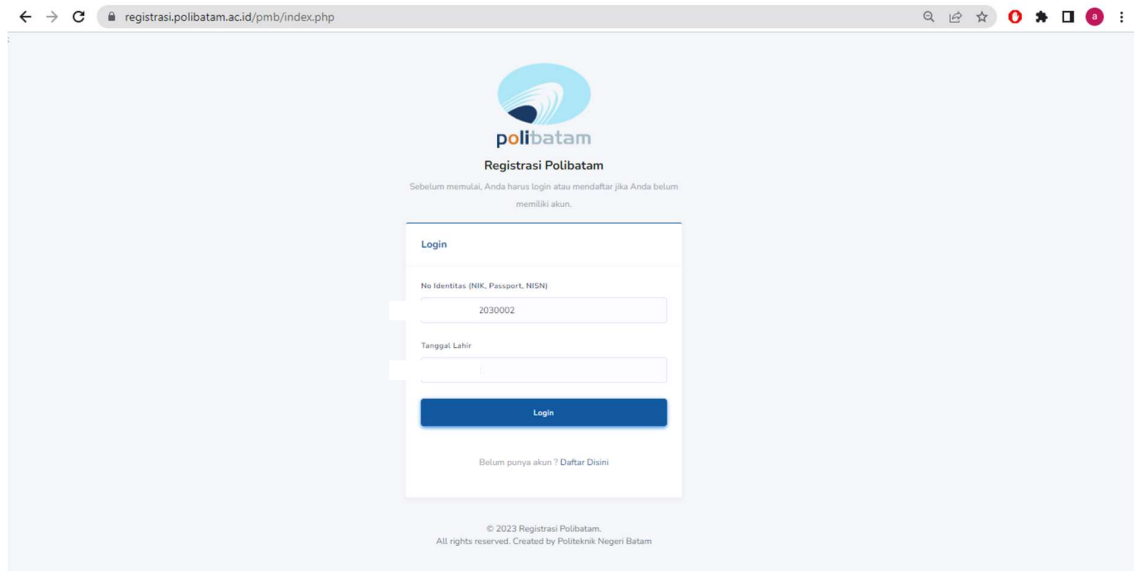 registrasi.polibatam.ac.id/pmb/index.php
a
polibatam
Registrasi Polibatam
Sebelum memulai, Anda harus login atau mendaftar jika Anda belum
memiliki akun.
Login
No Identitas (NIK, Passport, NISN)
2030002
Tanggal Lahir
Login
Belum punya akun ? Daftar Disini
© 2023 Registrasi Polibatam.
All rights reserved. Created by Politeknik Negeri Batam